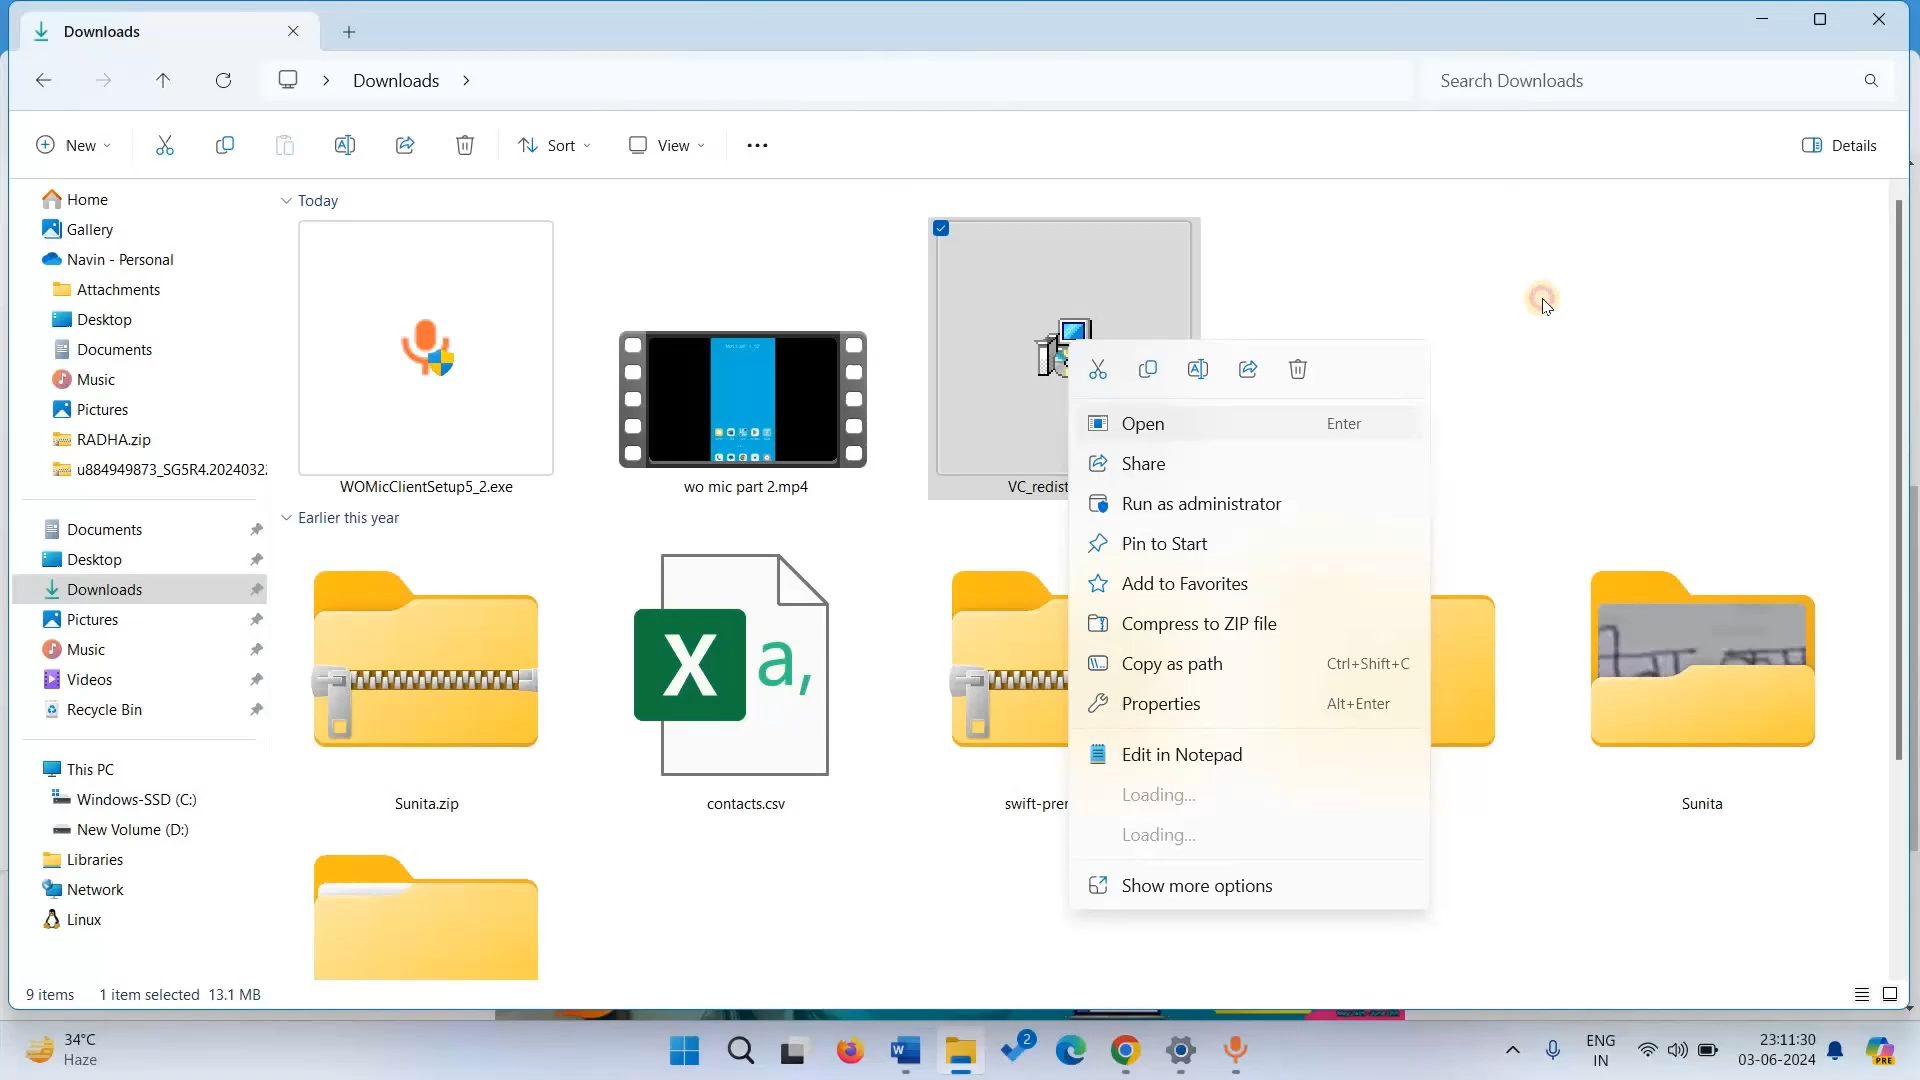 Downloads
Downloads
Search Downloads
New
Sort
View
Details
Home
Gallery
Navin - Personal
Attachments
Desktop
Documents
Music
Pictures
RADHA.zip
u884949873_SG5R4.2024032
Documents
Desktop
Downloads
Pictures
Music
Videos
Recycle Bin
This PC
Windows-SSD (C:)
New Volume (D:)
Libraries
Network
Linux
Today
WOMicClientSetup5_2.exe
wo mic part 2.mp4
VC_redist
Earlier this year
Sunita.zip
X a,
contacts.csv
swift-prer
Sunita
Open Enter
Share
Run as administrator
Pin to Start
Add to Favorites
Compress to ZIP file
Copy as path Ctrl+Shift+C
Properties Alt+Enter
Edit in Notepad
Loading...
Loading...
Show more options
9 items 1 item selected 13.1 MB
34°C
Haze
W
2
ENG
IN
23:11:30
03-06-2024
PRE